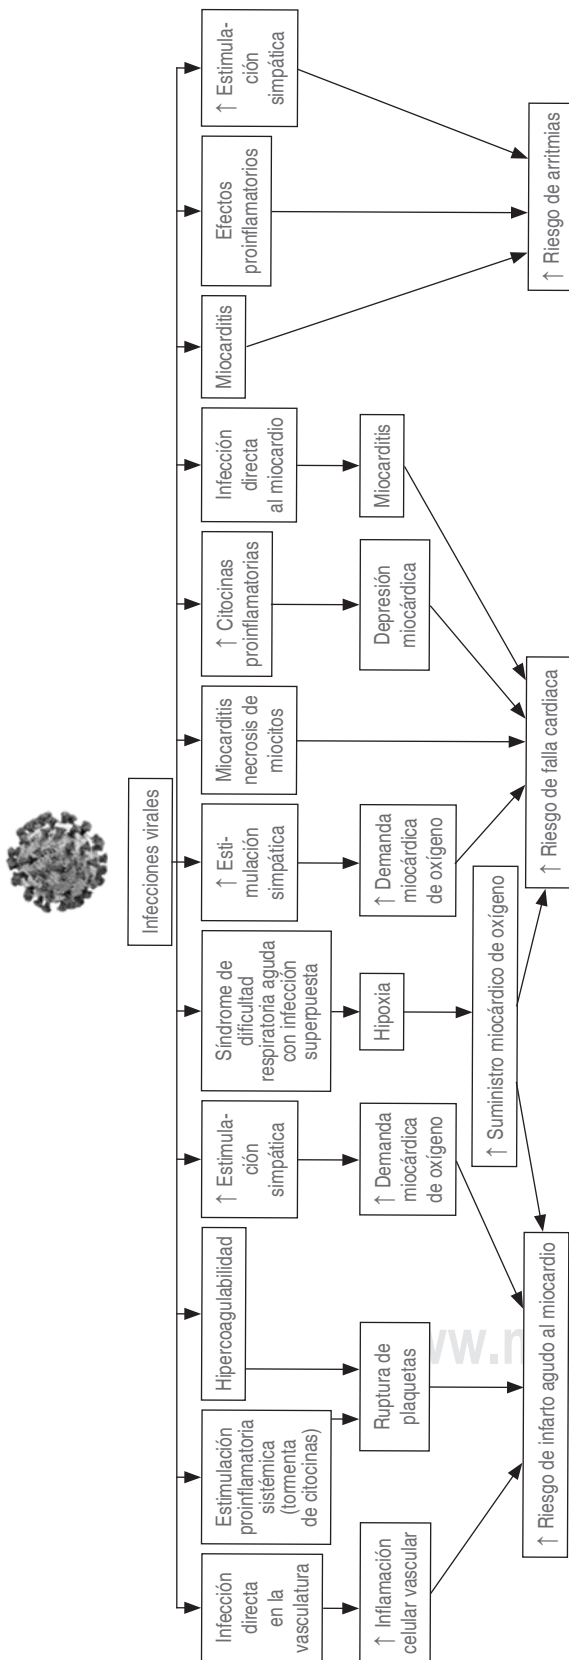 Infecciones virales
Infección
directa
en la
vasculatura
Estimulación
proinflamatoria
sistémica
(tormenta
de citocinas)
Hipercoagulabilidad
↑ Estimula-
ción
simpática
Síndrome de
dificultad
respiratoria aguda
con infección
superpuesta
↑ Esti-
mulación
simpática
Miocarditis
necrosis de
miocitos
↑ Citocinas
proinflamatorias
Infección
directa
al miocardio
Miocarditis
Efectos
proinflamatorios
↑ Estimula-
ción
simpática
↑ Inflamación
celular vascular
Ruptura de
plaquetas
↑ Demanda
miocárdica
de oxígeno
Hipoxia
↑ Demanda
miocárdica
de oxígeno
Depresión
miocárdica
Miocarditis
↑ Suministro miocárdico de oxígeno
↑ Riesgo de infarto agudo al miocardio
↑ Riesgo de falla cardiaca
↑ Riesgo de arritmias